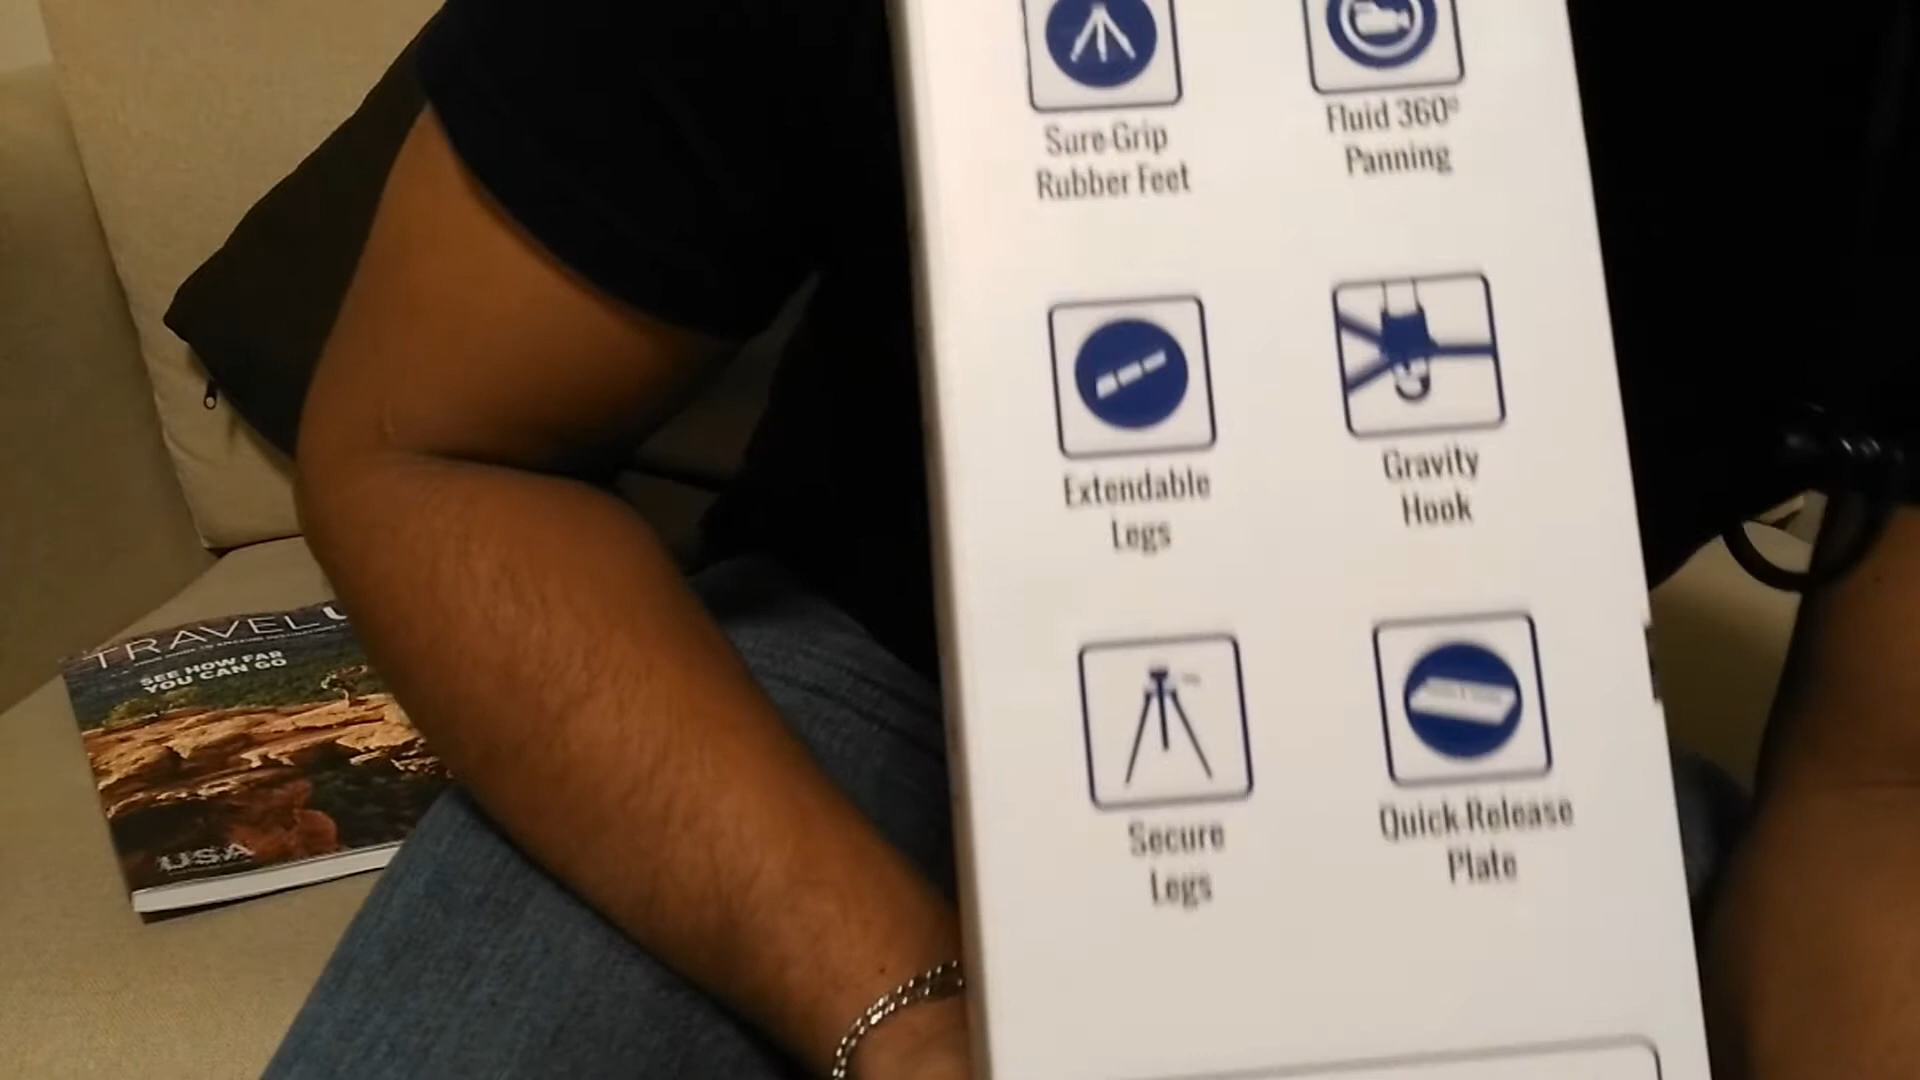 Sure-Grip
Rubber Feet
Fluid 360°
Panning
Extendable
Legs
Gravity
Hook
Secure
Legs
Quick-Release
Plate
TRAVEL
SEE HOW FAR
YOU CAN GO
USA